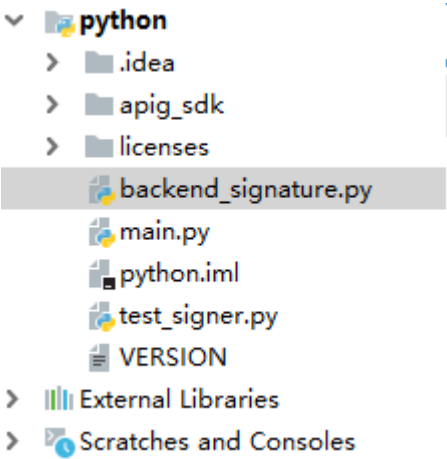 python
.idea
apig_sdk
licenses
backend_signature.py
main.py
python.iml
test_signer.py
VERSION
External Libraries
Scratches and Consoles